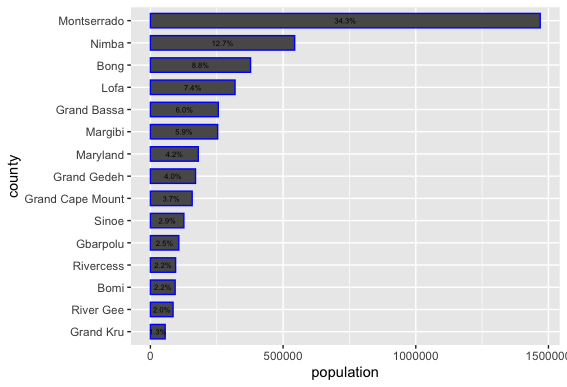 Montserrado 34.3%
Nimba 12.7%
Bong 8.8%
Lofa 7.4%
Grand Bassa 6.0%
Margibi 5.9%
Maryland 4.2%
Grand Gedeh 4.0%
Grand Cape Mount 3.7%
Sinoe 2.9%
Gbarpolu 2.5%
Rivercess 2.2%
Bomi 2.2%
River Gee 2.0%
Grand Kru 1.3%
county
0 500000 1000000 1500000
population